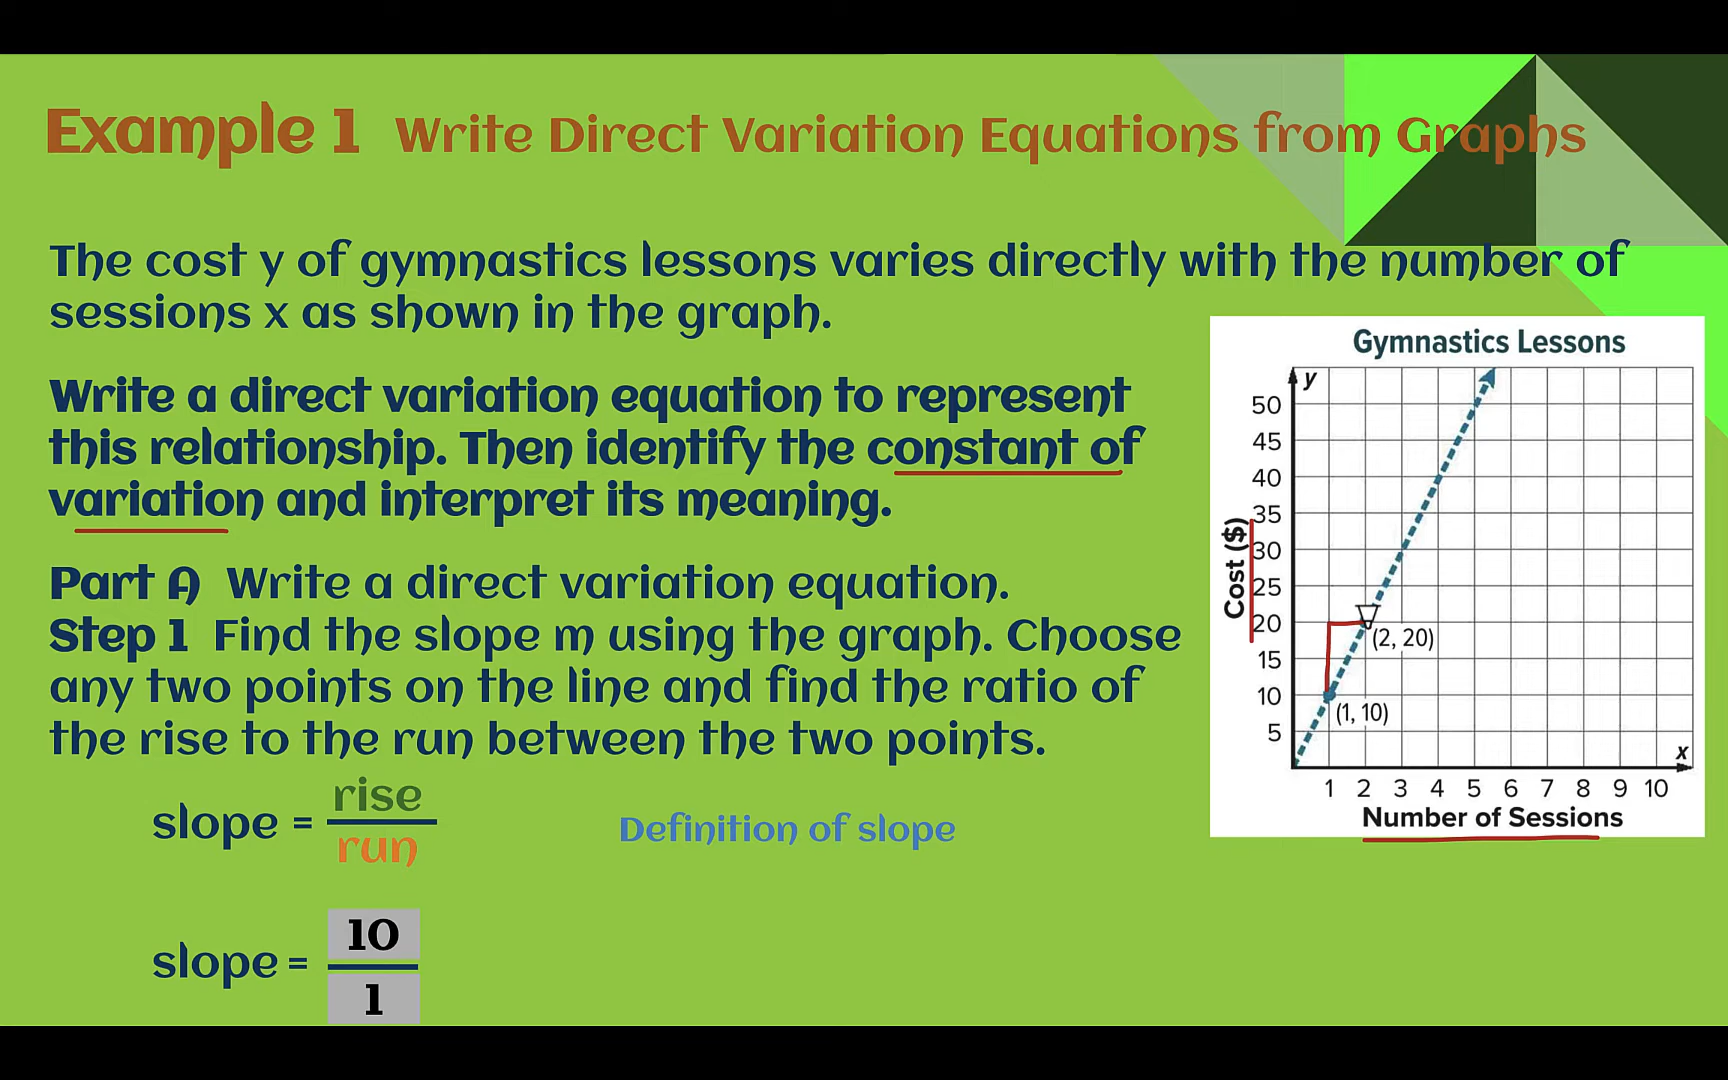 Example 1 Write Direct Variation Equations from Graphs
The cost y of gymnastics lessons varies directly with the number of
sessions x as shown in the graph.
Write a direct variation equation to represent
this relationship. Then identify the constant of
variation and interpret its meaning.
Part A Write a direct variation equation.
Step 1 Find the slope m using the graph. Choose
any two points on the line and find the ratio of
the rise to the run between the two points.
slope = rise
run
Definition of slope
slope = 10
1
Gymnastics Lessons
y
50
45
40
35
30
25
20
15
10
5
Cost ($)
(2, 20)
(1, 10)
x
1 2 3 4 5 6 7 8 9 10
Number of Sessions